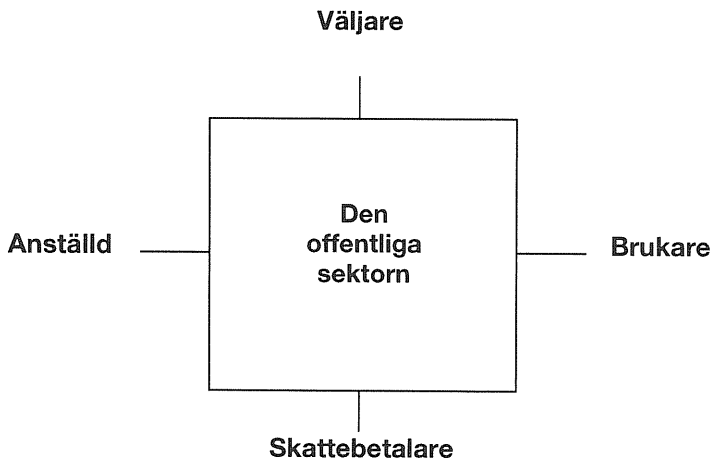 Väljare
Den
offentliga
sektorn
Anställd
Brukare
Skattebetalare